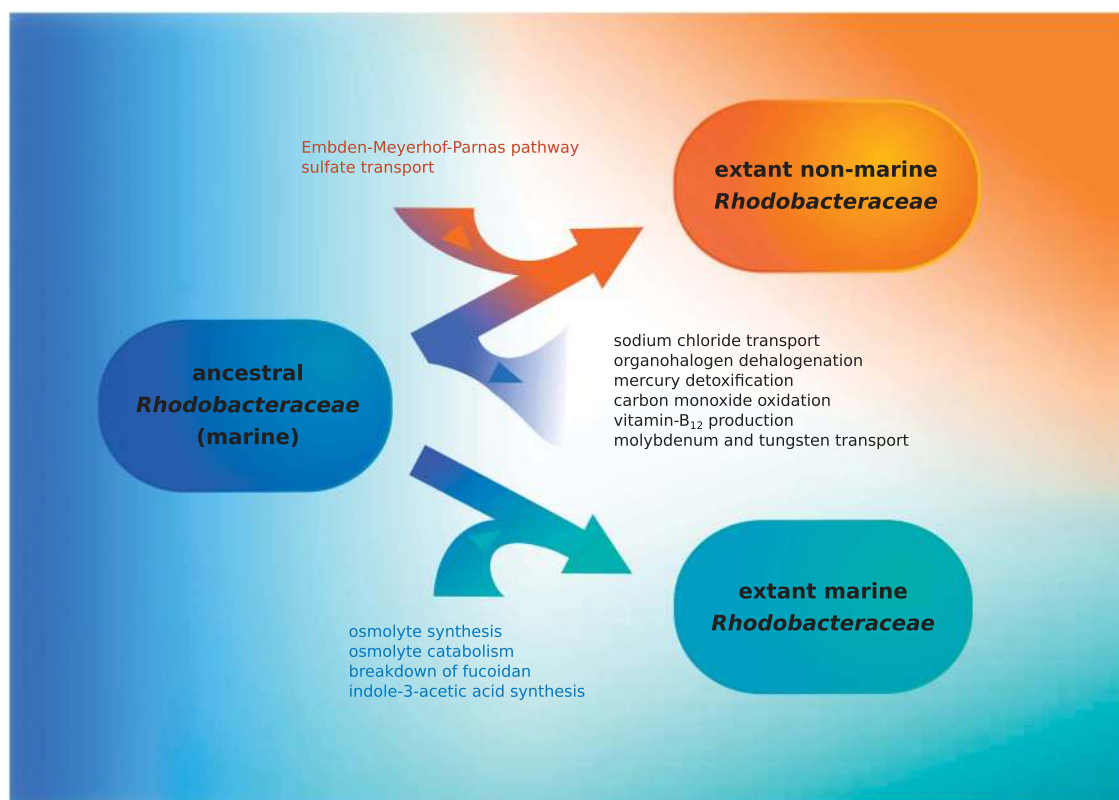 Embden-Meyerhof-Parnas pathway
sulfate transport
extant non-marine
Rhodobacteraceae
ancestral
Rhodobacteraceae
(marine)
sodium chloride transport
organohalogen dehalogenation
mercury detoxification
carbon monoxide oxidation
vitamin-B₁₂ production
molybdenum and tungsten transport
extant marine
Rhodobacteraceae
osmolyte synthesis
osmolyte catabolism
breakdown of fucoidan
indole-3-acetic acid synthesis